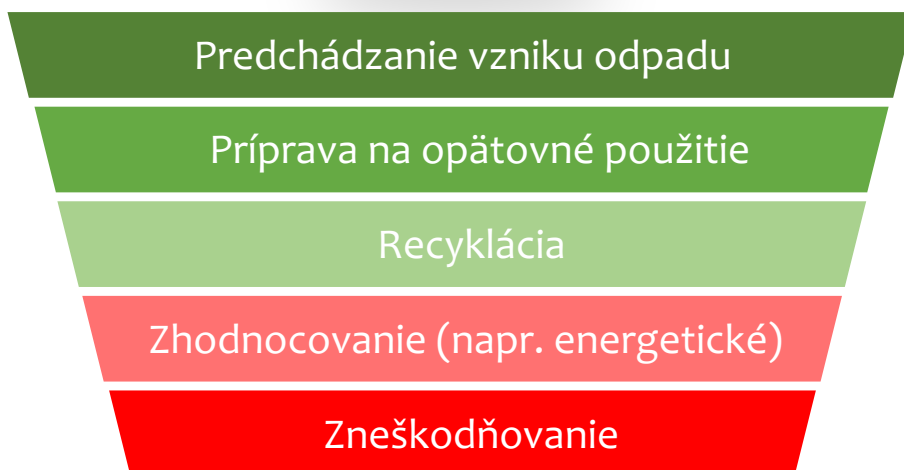 Predchádzanie vzniku odpadu
Príprava na opätovné použitie
Recyklácia
Zhodnocovanie (napr. energetické)
Zneškodňovanie